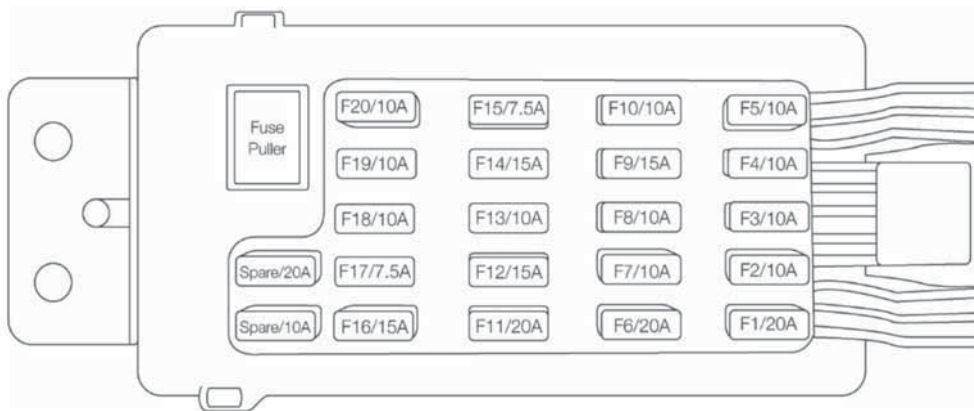 F20/10A F15/7.5A F10/10A F5/10A
Fuse
Puller
F19/10A F14/15A F9/15A F4/10A
F18/10A F13/10A F8/10A F3/10A
Spare/20A F17/7.5A F12/15A F7/10A F2/10A
Spare/10A F16/15A F11/20A F6/20A F1/20A